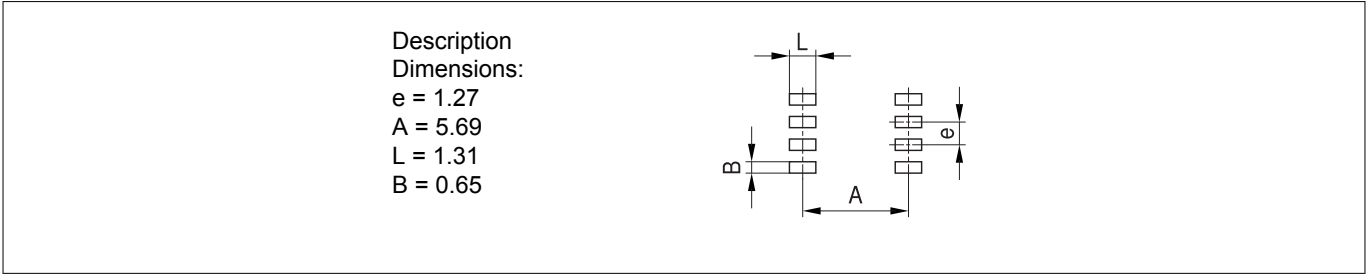 Description
Dimensions:
e = 1.27
A = 5.69
L = 1.31
B = 0.65
L
e
B
A